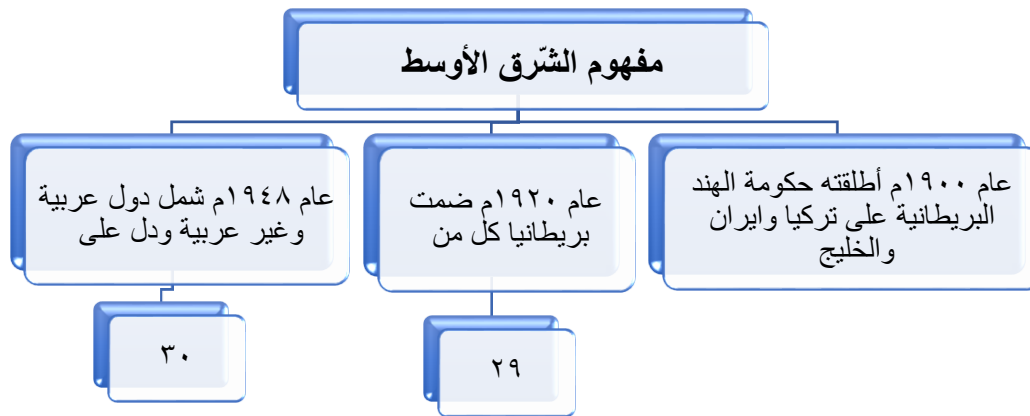 مفهوم الشّرق الأوسط
عام ١٩٠٠م أطلقته حكومة الهند
البريطانية على تركيا وايران
والخليج
عام ١٩٢٠م ضمت
بريطانيا كل من
٢٩
عام ١٩٤٨م شمل دول عربية
وغير عربية ودل على
٣٠